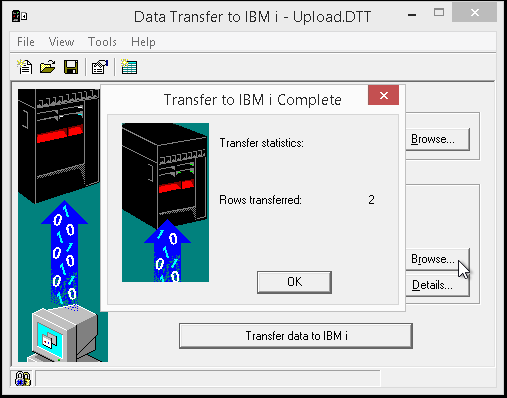 Data Transfer to IBM i - Upload.DTT
File View Tools Help
Transfer to IBM i Complete
Transfer statistics:
Browse...
Rows transferred: 2
Browse...
OK
Details...
Transfer data to IBM i